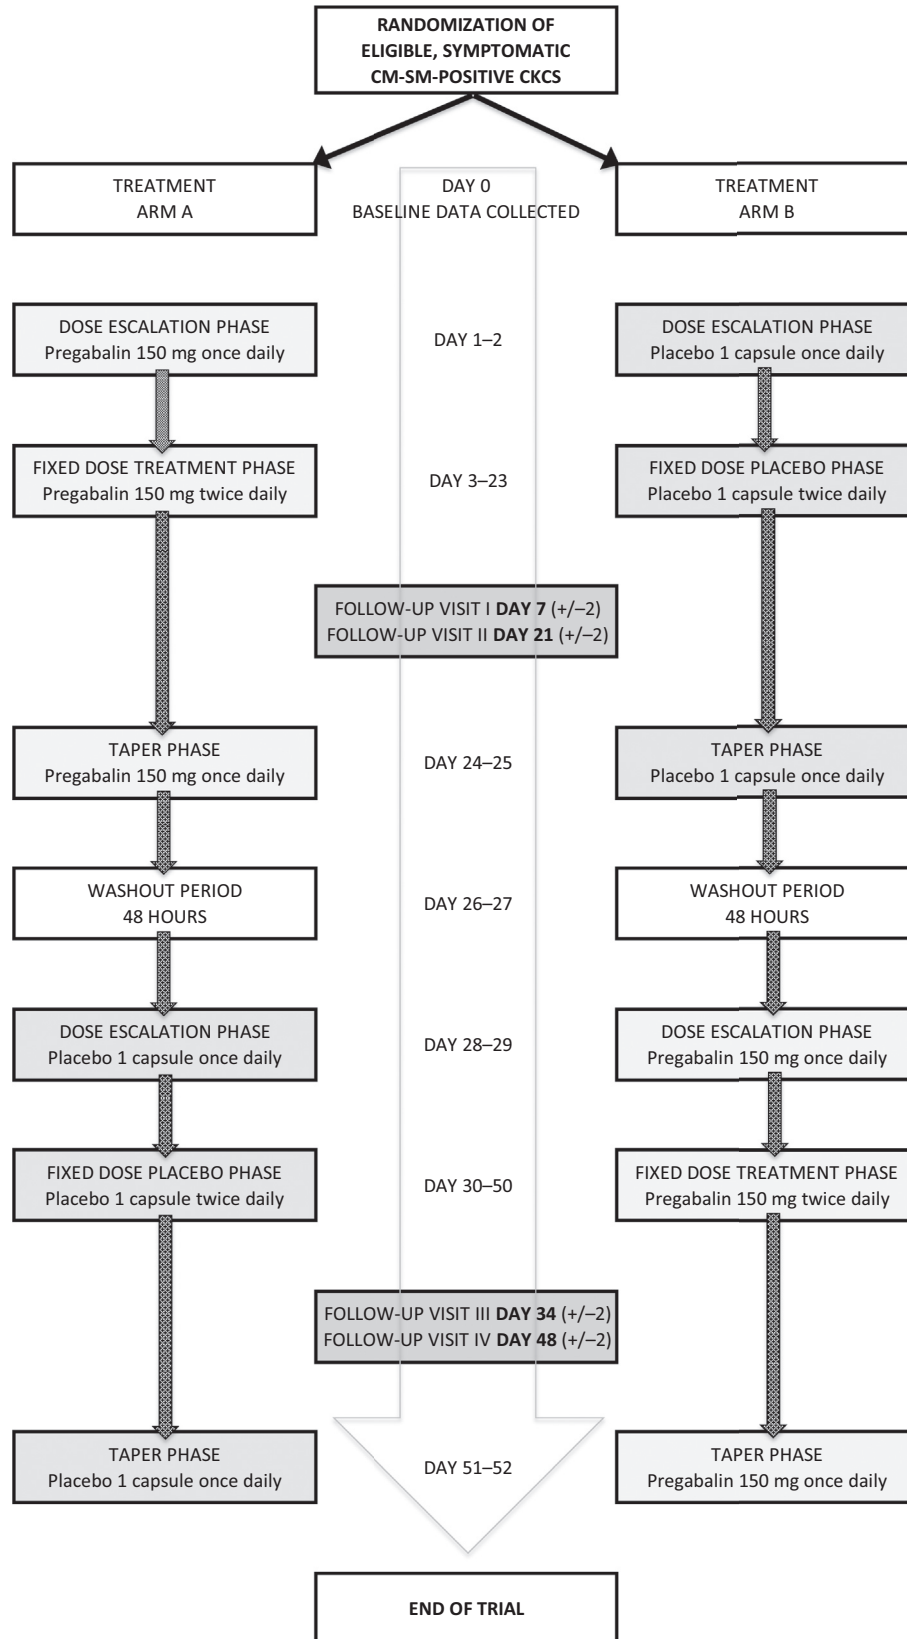 RANDOMIZATION OF
ELIGIBLE, SYMPTOMATIC
CM-SM-POSITIVE CKCS
TREATMENT
ARM A
DAY 0
BASELINE DATA COLLECTED
TREATMENT
ARM B
DOSE ESCALATION PHASE
Pregabalin 150 mg once daily
DAY 1–2
DOSE ESCALATION PHASE
Placebo 1 capsule once daily
FIXED DOSE TREATMENT PHASE
Pregabalin 150 mg twice daily
DAY 3–23
FIXED DOSE PLACEBO PHASE
Placebo 1 capsule twice daily
FOLLOW-UP VISIT I DAY 7 (+/–2)
FOLLOW-UP VISIT II DAY 21 (+/–2)
TAPER PHASE
Pregabalin 150 mg once daily
DAY 24–25
TAPER PHASE
Placebo 1 capsule once daily
WASHOUT PERIOD
48 HOURS
DAY 26–27
WASHOUT PERIOD
48 HOURS
DOSE ESCALATION PHASE
Placebo 1 capsule once daily
DAY 28–29
DOSE ESCALATION PHASE
Pregabalin 150 mg once daily
FIXED DOSE PLACEBO PHASE
Placebo 1 capsule twice daily
DAY 30–50
FIXED DOSE TREATMENT PHASE
Pregabalin 150 mg twice daily
FOLLOW-UP VISIT III DAY 34 (+/–2)
FOLLOW-UP VISIT IV DAY 48 (+/–2)
TAPER PHASE
Placebo 1 capsule once daily
DAY 51–52
TAPER PHASE
Pregabalin 150 mg once daily
END OF TRIAL